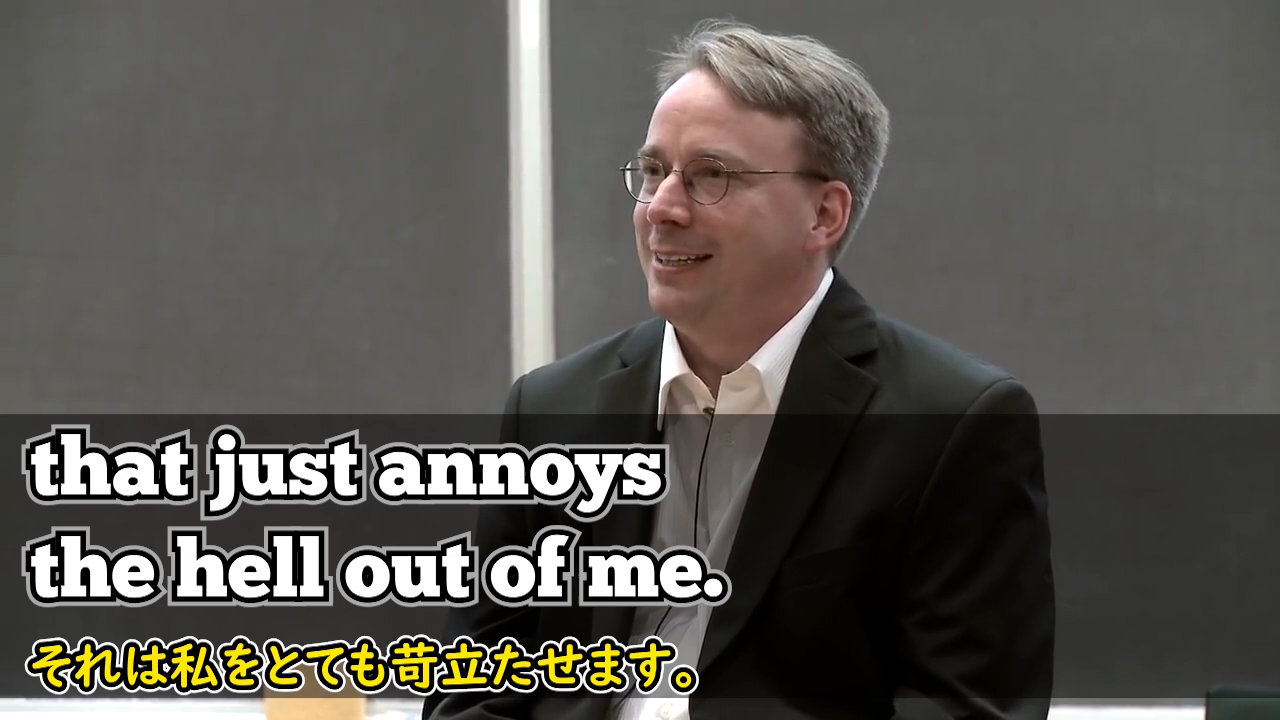 that just annoys
the hell out of me.
それは私をとても苛立たせます。